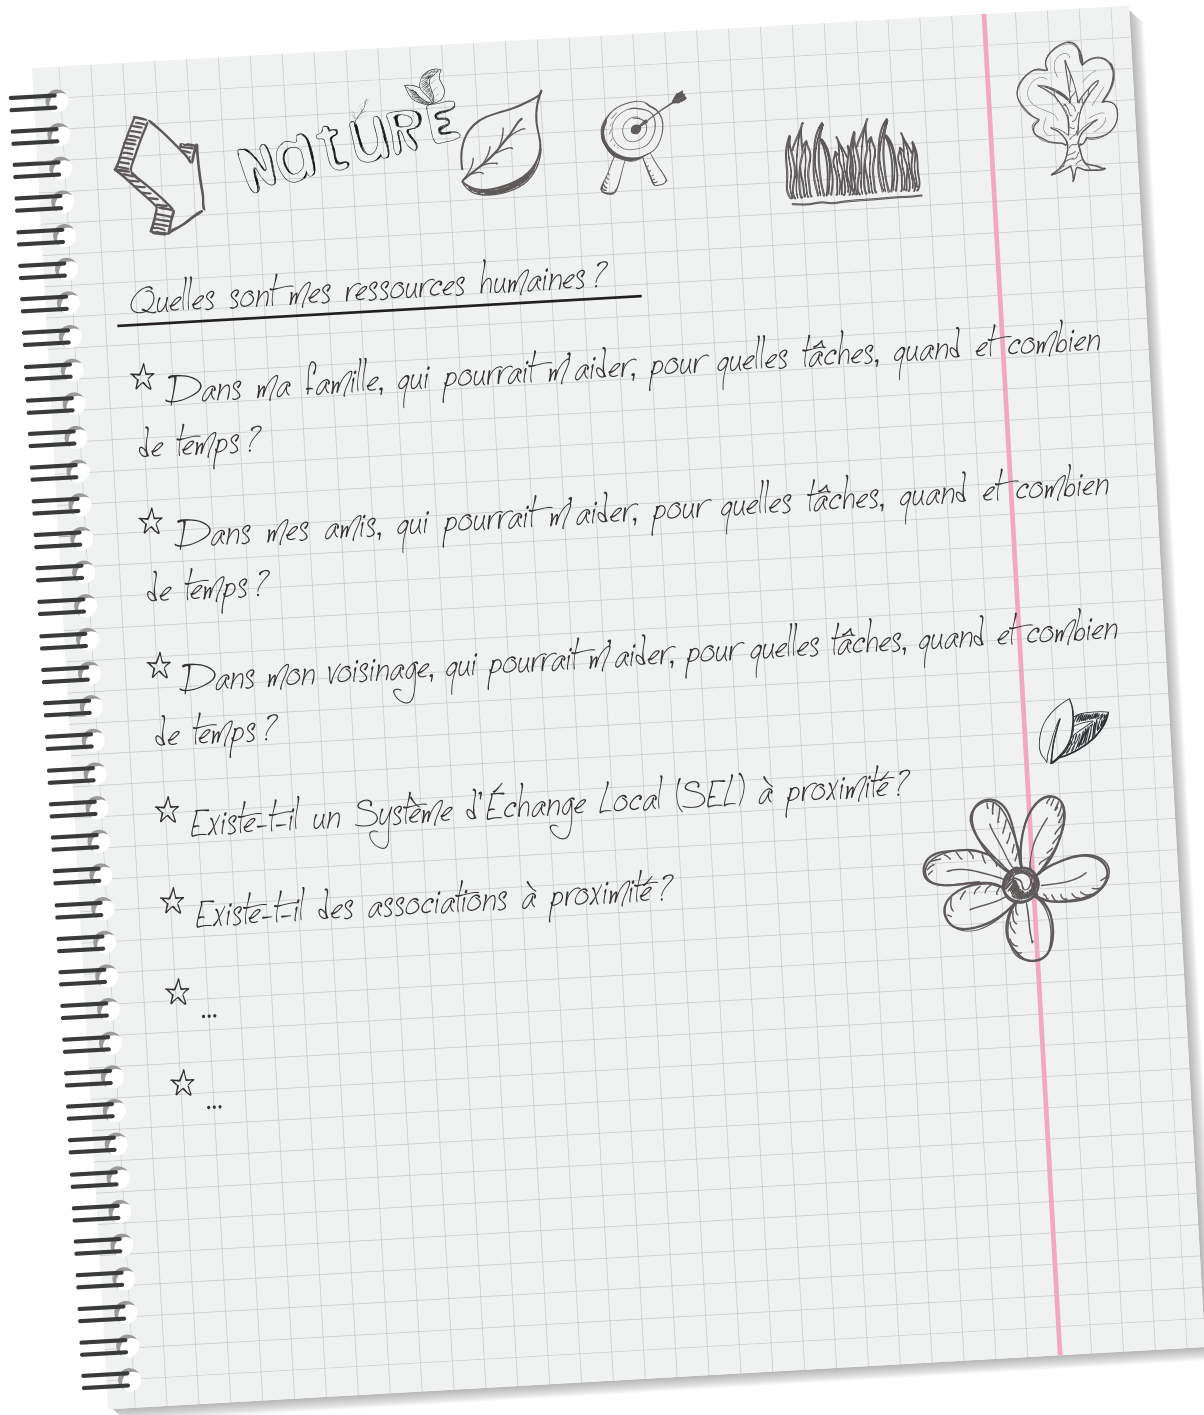 NatURE
Quelles sont mes ressources humaines ?
☆ Dans ma famille, qui pourrait m'aider, pour quelles tâches, quand et combien
de temps ?
☆ Dans mes amis, qui pourrait m'aider, pour quelles tâches, quand et combien
de temps ?
☆ Dans mon voisinage, qui pourrait m'aider, pour quelles tâches, quand et combien
de temps ?
☆ Existe-t-il un Système d'Échange Local (SEL) à proximité ?
☆ Existe-t-il des associations à proximité ?
☆ ...
☆ ...